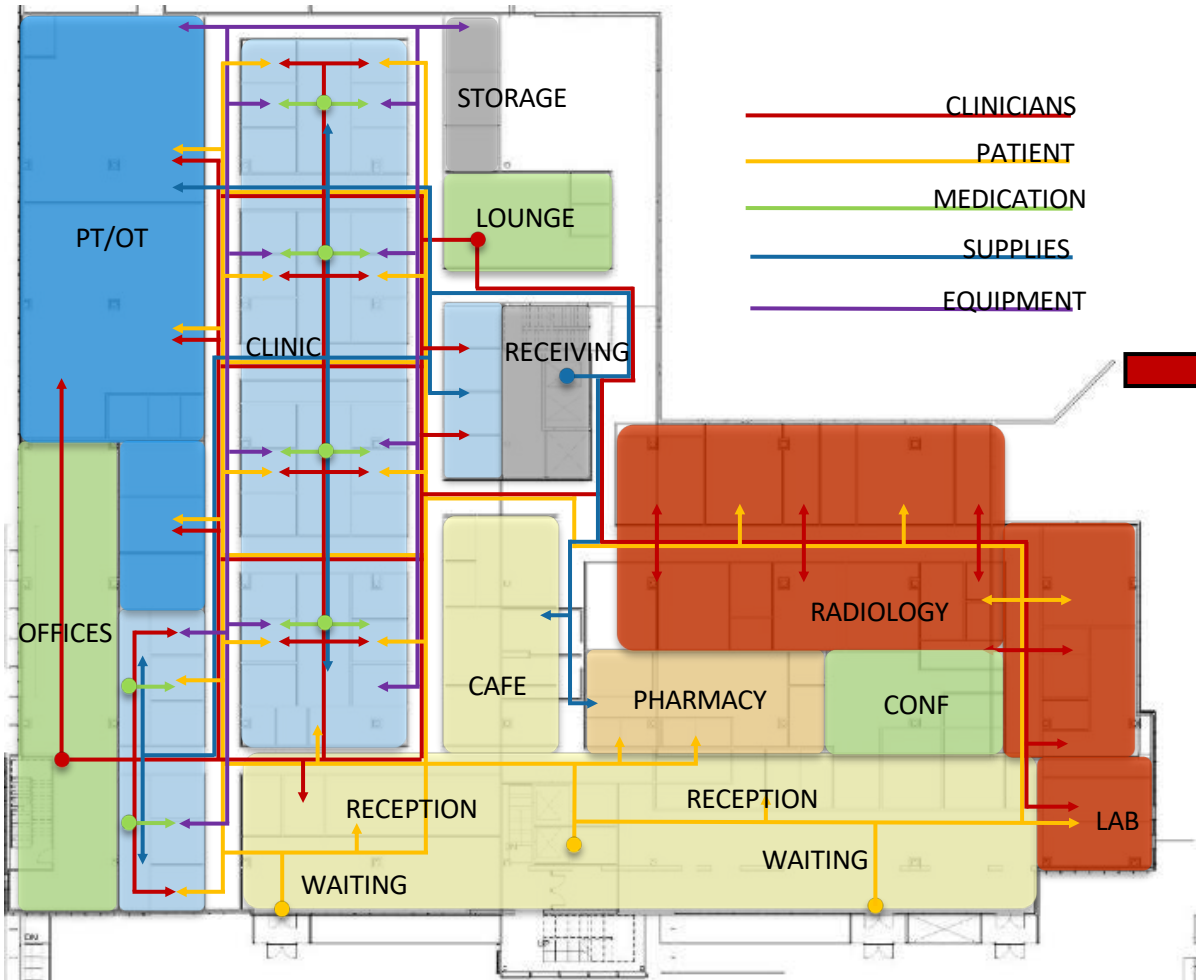 STORAGE
CLINICIANS
PATIENT
MEDICATION
SUPPLIES
EQUIPMENT
LOUNGE
PT/OT
CLINIC
RECEIVING
OFFICES
RADIOLOGY
CAFE
PHARMACY
CONF
RECEPTION
RECEPTION
LAB
WAITING
WAITING
DN